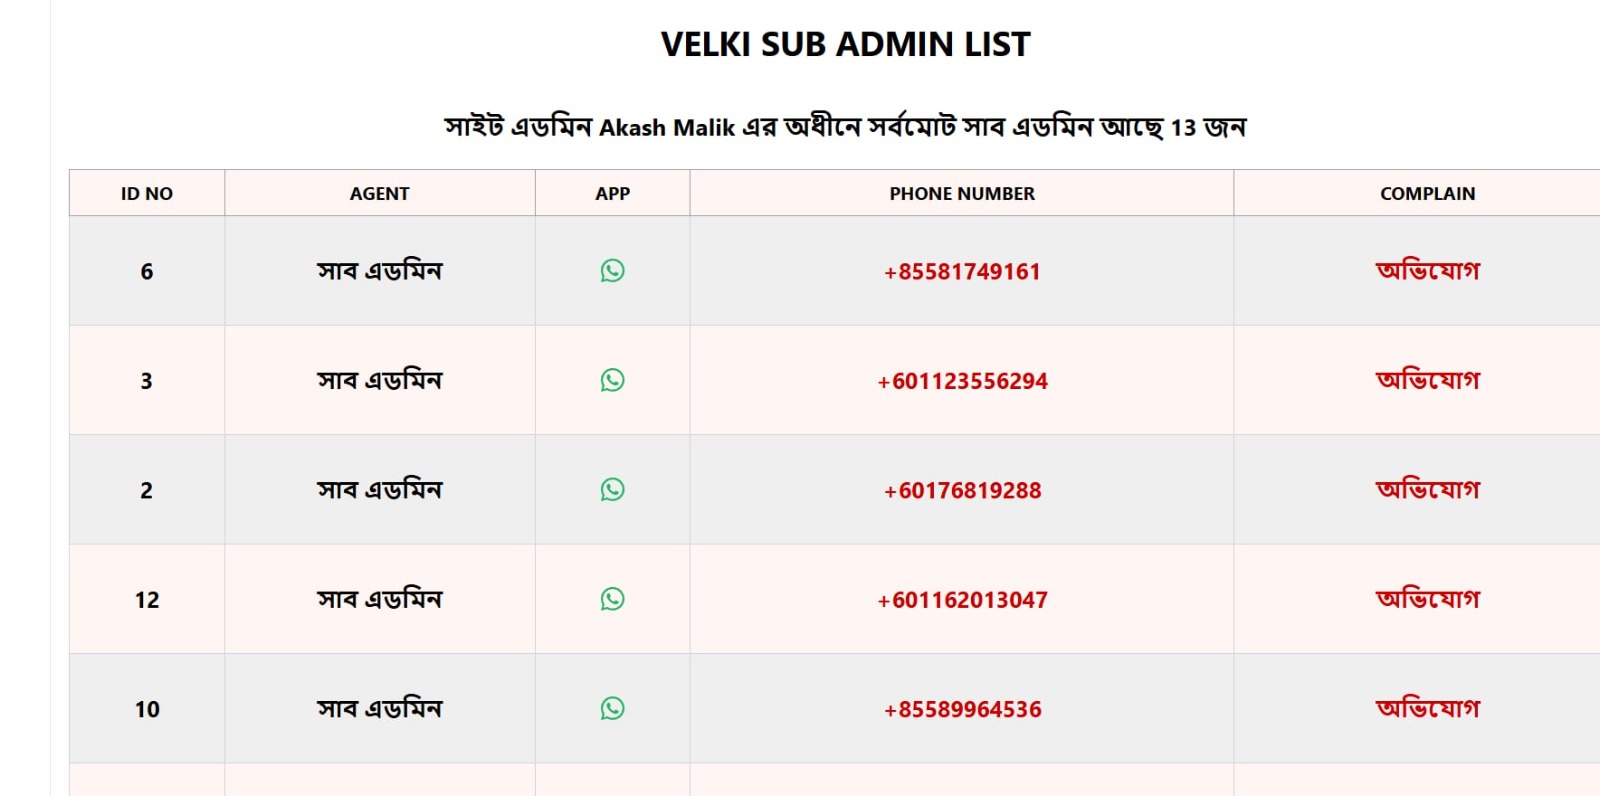 VELKI SUB ADMIN LIST
সাইট এডমিন Akash Malik এর অধীনে সর্বমোট সাব এডমিন আছে 13 জন
ID NO AGENT APP PHONE NUMBER COMPLAIN
6 সাব এডমিন +85581749161 অভিযোগ
3 সাব এডমিন +601123556294 অভিযোগ
2 সাব এডমিন +60176819288 অভিযোগ
12 সাব এডমিন +601162013047 অভিযোগ
10 সাব এডমিন +85589964536 অভিযোগ